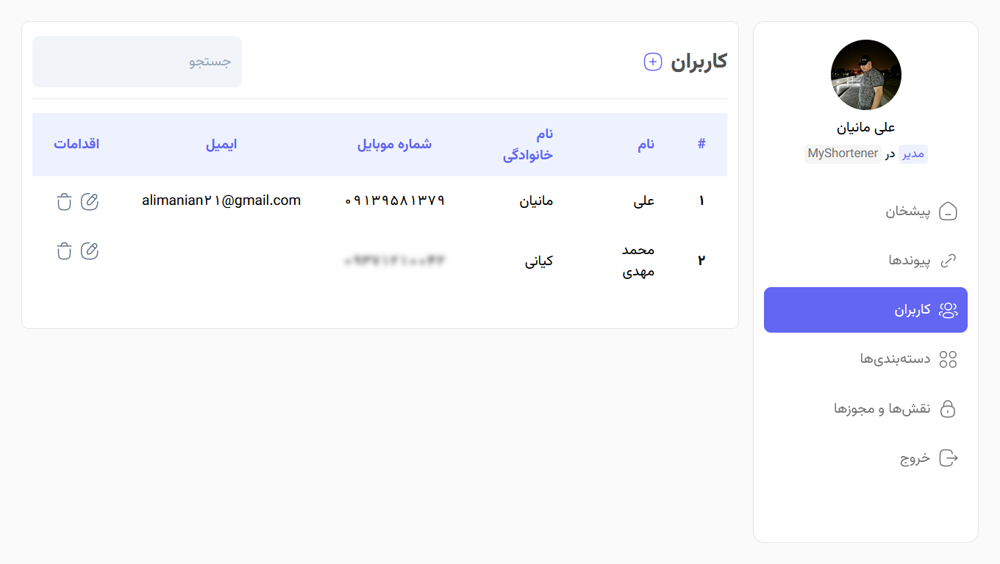 علی مانیان
مدیر در MyShortener
پیشخان
پیوندها
کاربران
دسته‌بندی‌ها
نقش‌ها و مجوزها
خروج
کاربران
جستجو
# نام نام خانوادگی شماره موبایل ایمیل اقدامات
۱ علی مانیان ۰۹۱۳۹۵۸۱۳۷۹ alimanian۲۱@gmail.com
۲ محمد مهدی کیانی